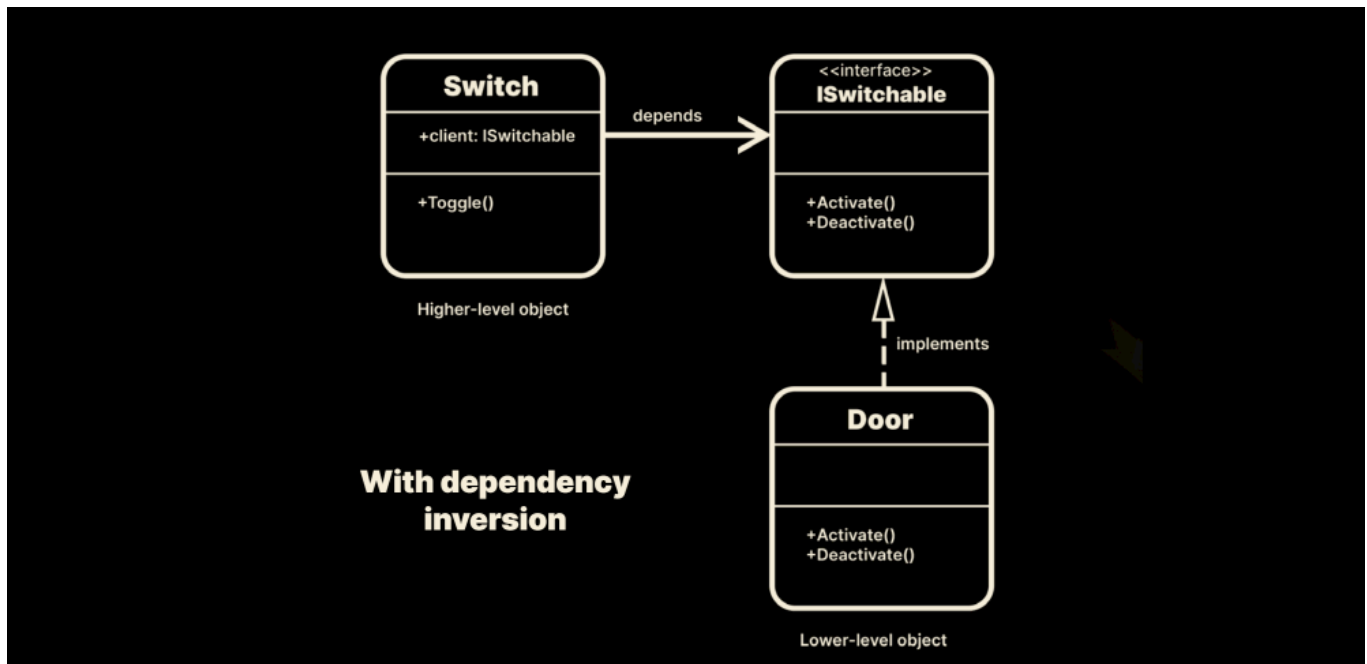 Switch
+client: ISwitchable
+Toggle()
Higher-level object
depends
<<interface>>
ISwitchable
+Activate()
+Deactivate()
implements
Door
+Activate()
+Deactivate()
Lower-level object
With dependency
inversion